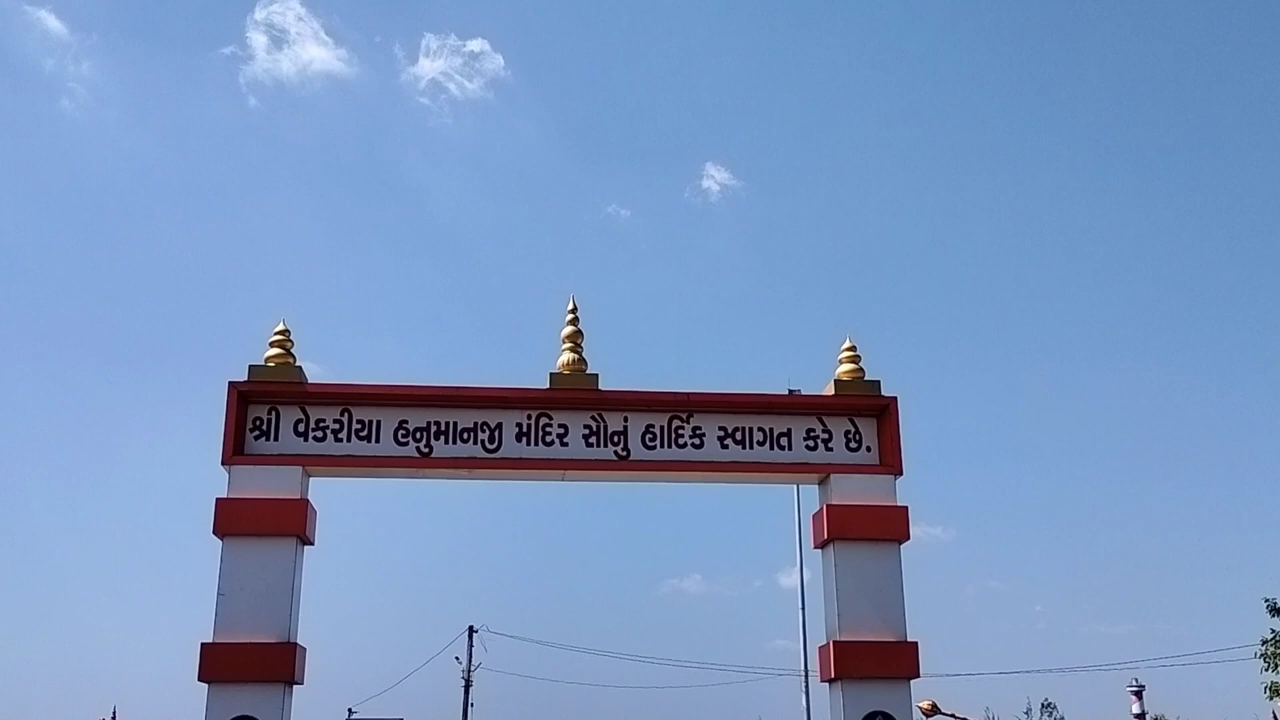 શ્રી વેકરીયા હનુમાનજી મંદિર સૌનું હાર્દિક સ્વાગત કરે છે.